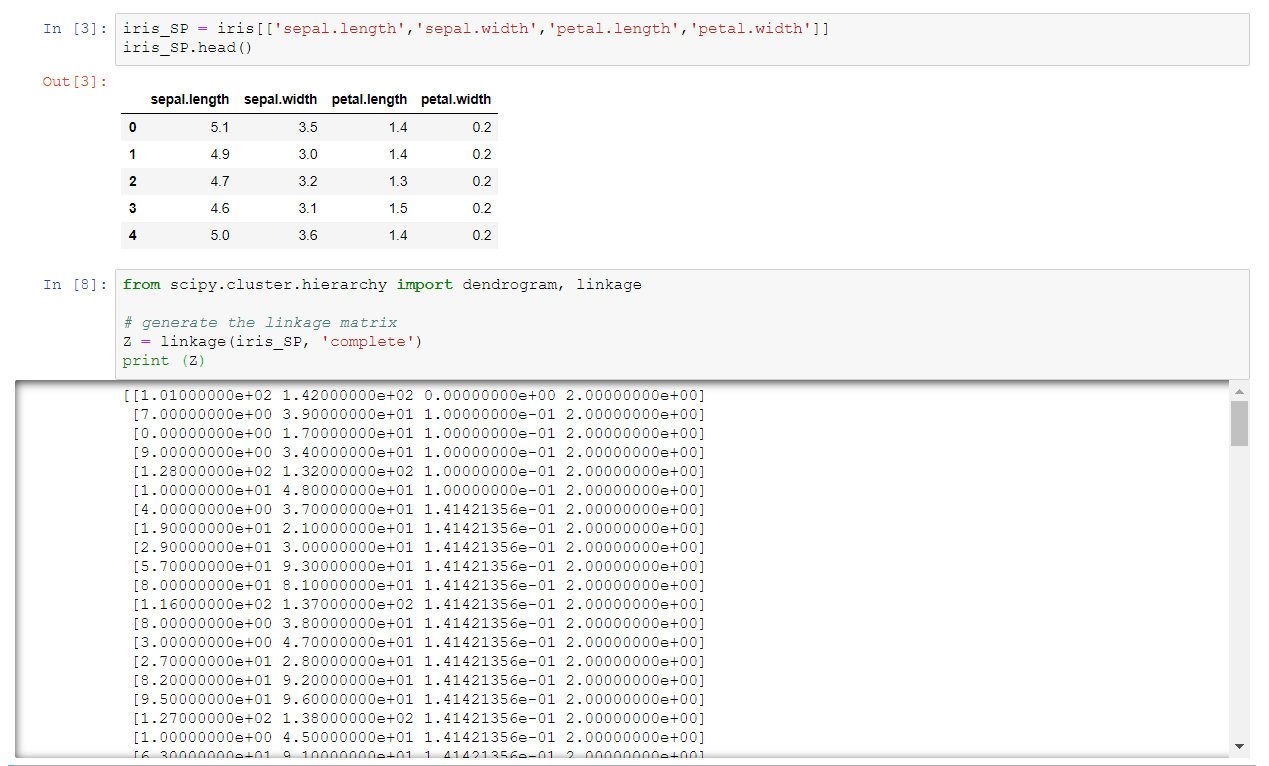 In [3]: iris_SP = iris[['sepal.length','sepal.width','petal.length','petal.width']]
iris_SP.head()
Out[3]:
sepal.length sepal.width petal.length petal.width
0 5.1 3.5 1.4 0.2
1 4.9 3.0 1.4 0.2
2 4.7 3.2 1.3 0.2
3 4.6 3.1 1.5 0.2
4 5.0 3.6 1.4 0.2
In [8]: from scipy.cluster.hierarchy import dendrogram, linkage
# generate the linkage matrix
Z = linkage(iris_SP, 'complete')
print (Z)
[[1.01000000e+02 1.42000000e+02 0.00000000e+00 2.00000000e+00]
[7.00000000e+00 3.90000000e+01 1.00000000e-01 2.00000000e+00]
[0.00000000e+00 1.70000000e+01 1.00000000e-01 2.00000000e+00]
[9.00000000e+00 3.40000000e+01 1.00000000e-01 2.00000000e+00]
[1.28000000e+02 1.32000000e+02 1.00000000e-01 2.00000000e+00]
[1.00000000e+01 4.80000000e+01 1.00000000e-01 2.00000000e+00]
[4.00000000e+00 3.70000000e+01 1.41421356e-01 2.00000000e+00]
[1.90000000e+01 2.10000000e+01 1.41421356e-01 2.00000000e+00]
[2.90000000e+01 3.00000000e+01 1.41421356e-01 2.00000000e+00]
[5.70000000e+01 9.30000000e+01 1.41421356e-01 2.00000000e+00]
[8.00000000e+01 8.10000000e+01 1.41421356e-01 2.00000000e+00]
[1.16000000e+02 1.37000000e+02 1.41421356e-01 2.00000000e+00]
[8.00000000e+00 3.80000000e+01 1.41421356e-01 2.00000000e+00]
[3.00000000e+00 4.70000000e+01 1.41421356e-01 2.00000000e+00]
[2.70000000e+01 2.80000000e+01 1.41421356e-01 2.00000000e+00]
[8.20000000e+01 9.20000000e+01 1.41421356e-01 2.00000000e+00]
[9.50000000e+01 9.60000000e+01 1.41421356e-01 2.00000000e+00]
[1.27000000e+02 1.38000000e+02 1.41421356e-01 2.00000000e+00]
[1.00000000e+00 4.50000000e+01 1.41421356e-01 2.00000000e+00]
[6.30000000e+01 9.10000000e+01 1.41421356e-01 2.00000000e+00]